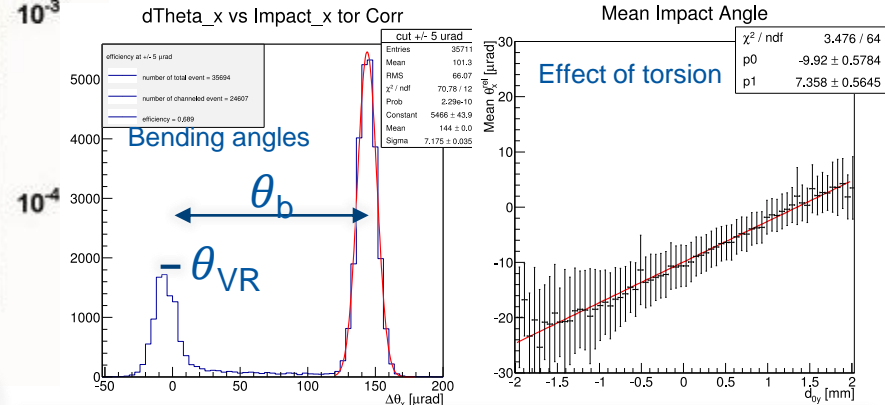 10⁻³
10⁻⁴
dTheta_x vs Impact_x tor Corr
efficiency at +/- 5 μrad
number of total event = 35694
number of channeled event = 24607
efficiency = 0,689
cut +/- 5 urad
Entries 35711
Mean 101.3
RMS 66.07
χ² / ndf 70.78 / 12
Prob 2.29e-10
Constant 5466 ± 43.9
Mean 144 ± 0.0
Sigma 7.175 ± 0.035
Bending angles
θb
θVR
5000
4000
3000
2000
1000
0
-50 0 50 100 150 200
Δθx [μrad]
Mean Impact Angle
χ² / ndf 3.476 / 64
p0 -9.92 ± 0.5784
p1 7.358 ± 0.5645
Effect of torsion
Mean θx^rel [μrad]
30
20
10
0
-10
-20
-30
-2 -1.5 -1 -0.5 0 0.5 1 1.5 2
d0y [mm]